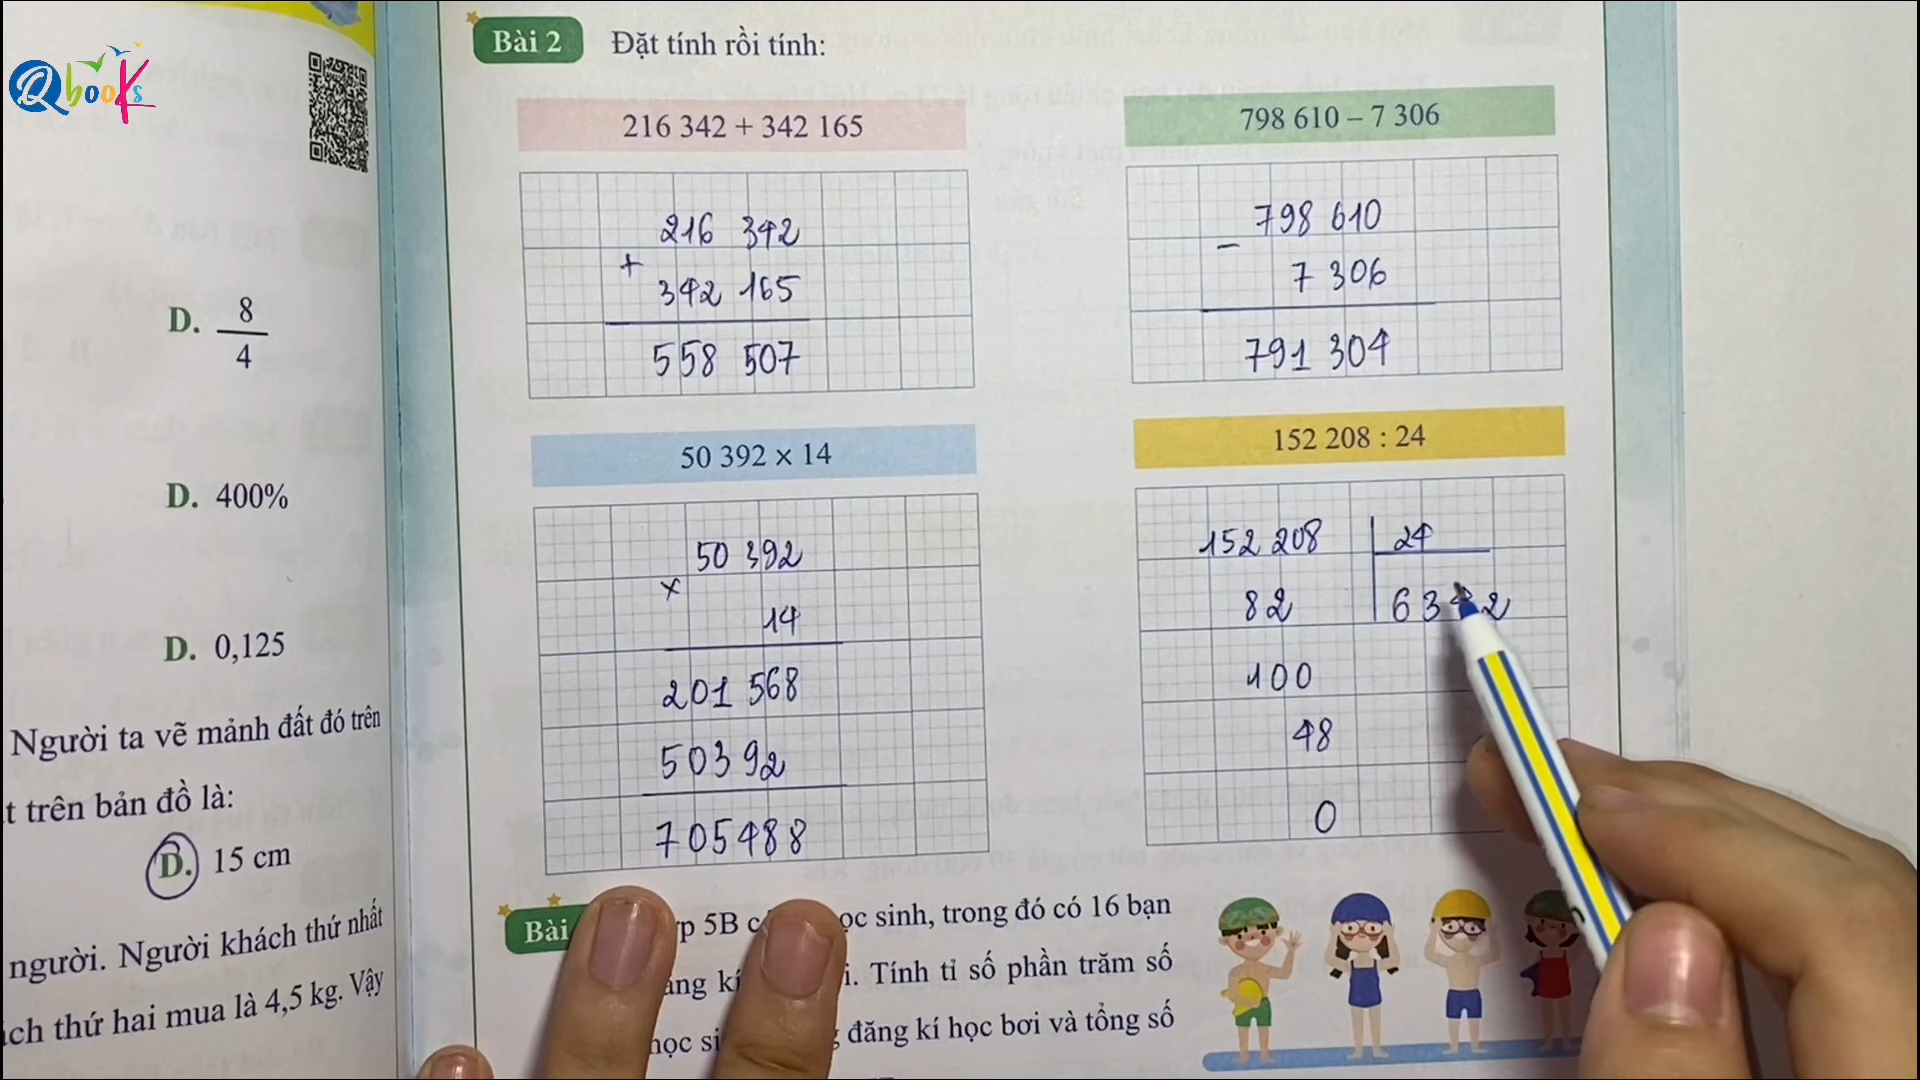 Qbooks
D. 8/4
D. 400%
D. 0,125
Người ta vẽ mảnh đất đó trên
t trên bản đồ là:
D. 15 cm
người. Người khách thứ nhất
ch thứ hai mua là 4,5 kg. Vậy
Bài 2 Đặt tính rồi tính:
216 342 + 342 165
216 342
+
342 165
558 507
798 610 – 7 306
798 610
−
7 306
791 304
50 392 × 14
50 392
×
14
201 568
50392
705488
152 208 : 24
152 208 24
82 63 2
100
48
0
Bài 5B học sinh, trong đó có 16 bạn
Tính tỉ số phần trăm số
đăng kí học bơi và tổng số